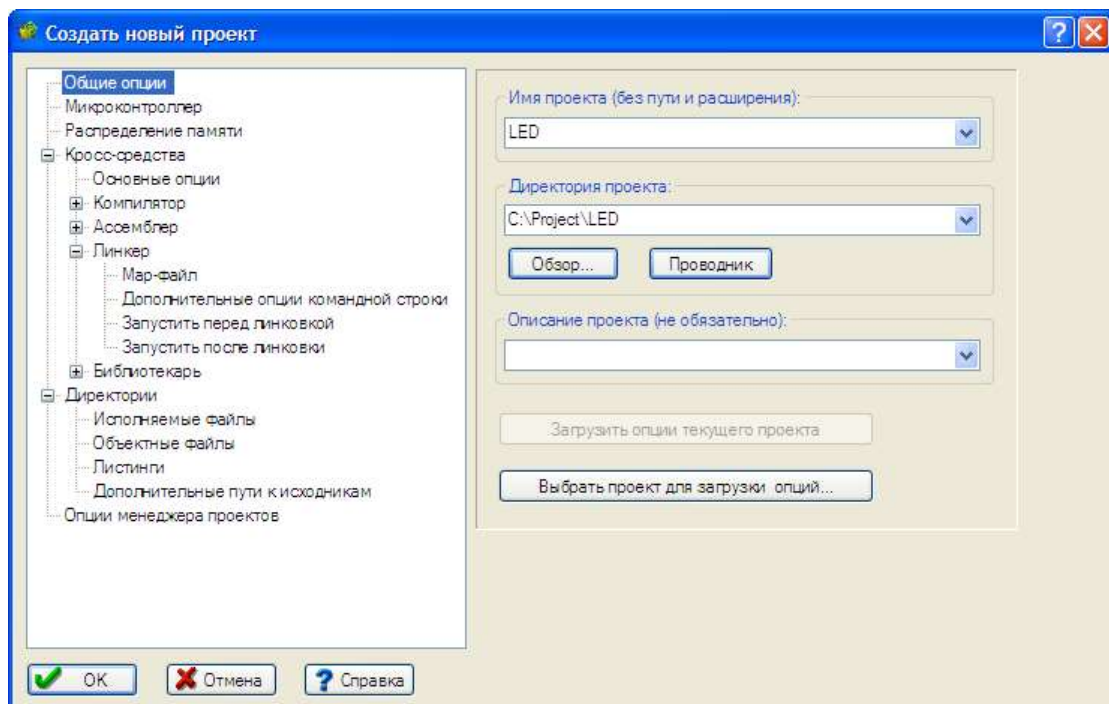 Создать новый проект
Общие опции
Микроконтроллер
Распределение памяти
Кросс-средства
Основные опции
Компилятор
Ассемблер
Линкер
Map-файл
Дополнительные опции командной строки
Запустить перед линковкой
Запустить после линковки
Библиотекарь
Директории
Исполняемые файлы
Объектные файлы
Листинги
Дополнительные пути к исходникам
Опции менеджера проектов
Имя проекта (без пути и расширения):
LED
Директория проекта:
C:\Project\LED
Обзор... Проводник
Описание проекта (не обязательно):
Загрузить опции текущего проекта
Выбрать проект для загрузки опций...
OK Отмена Справка